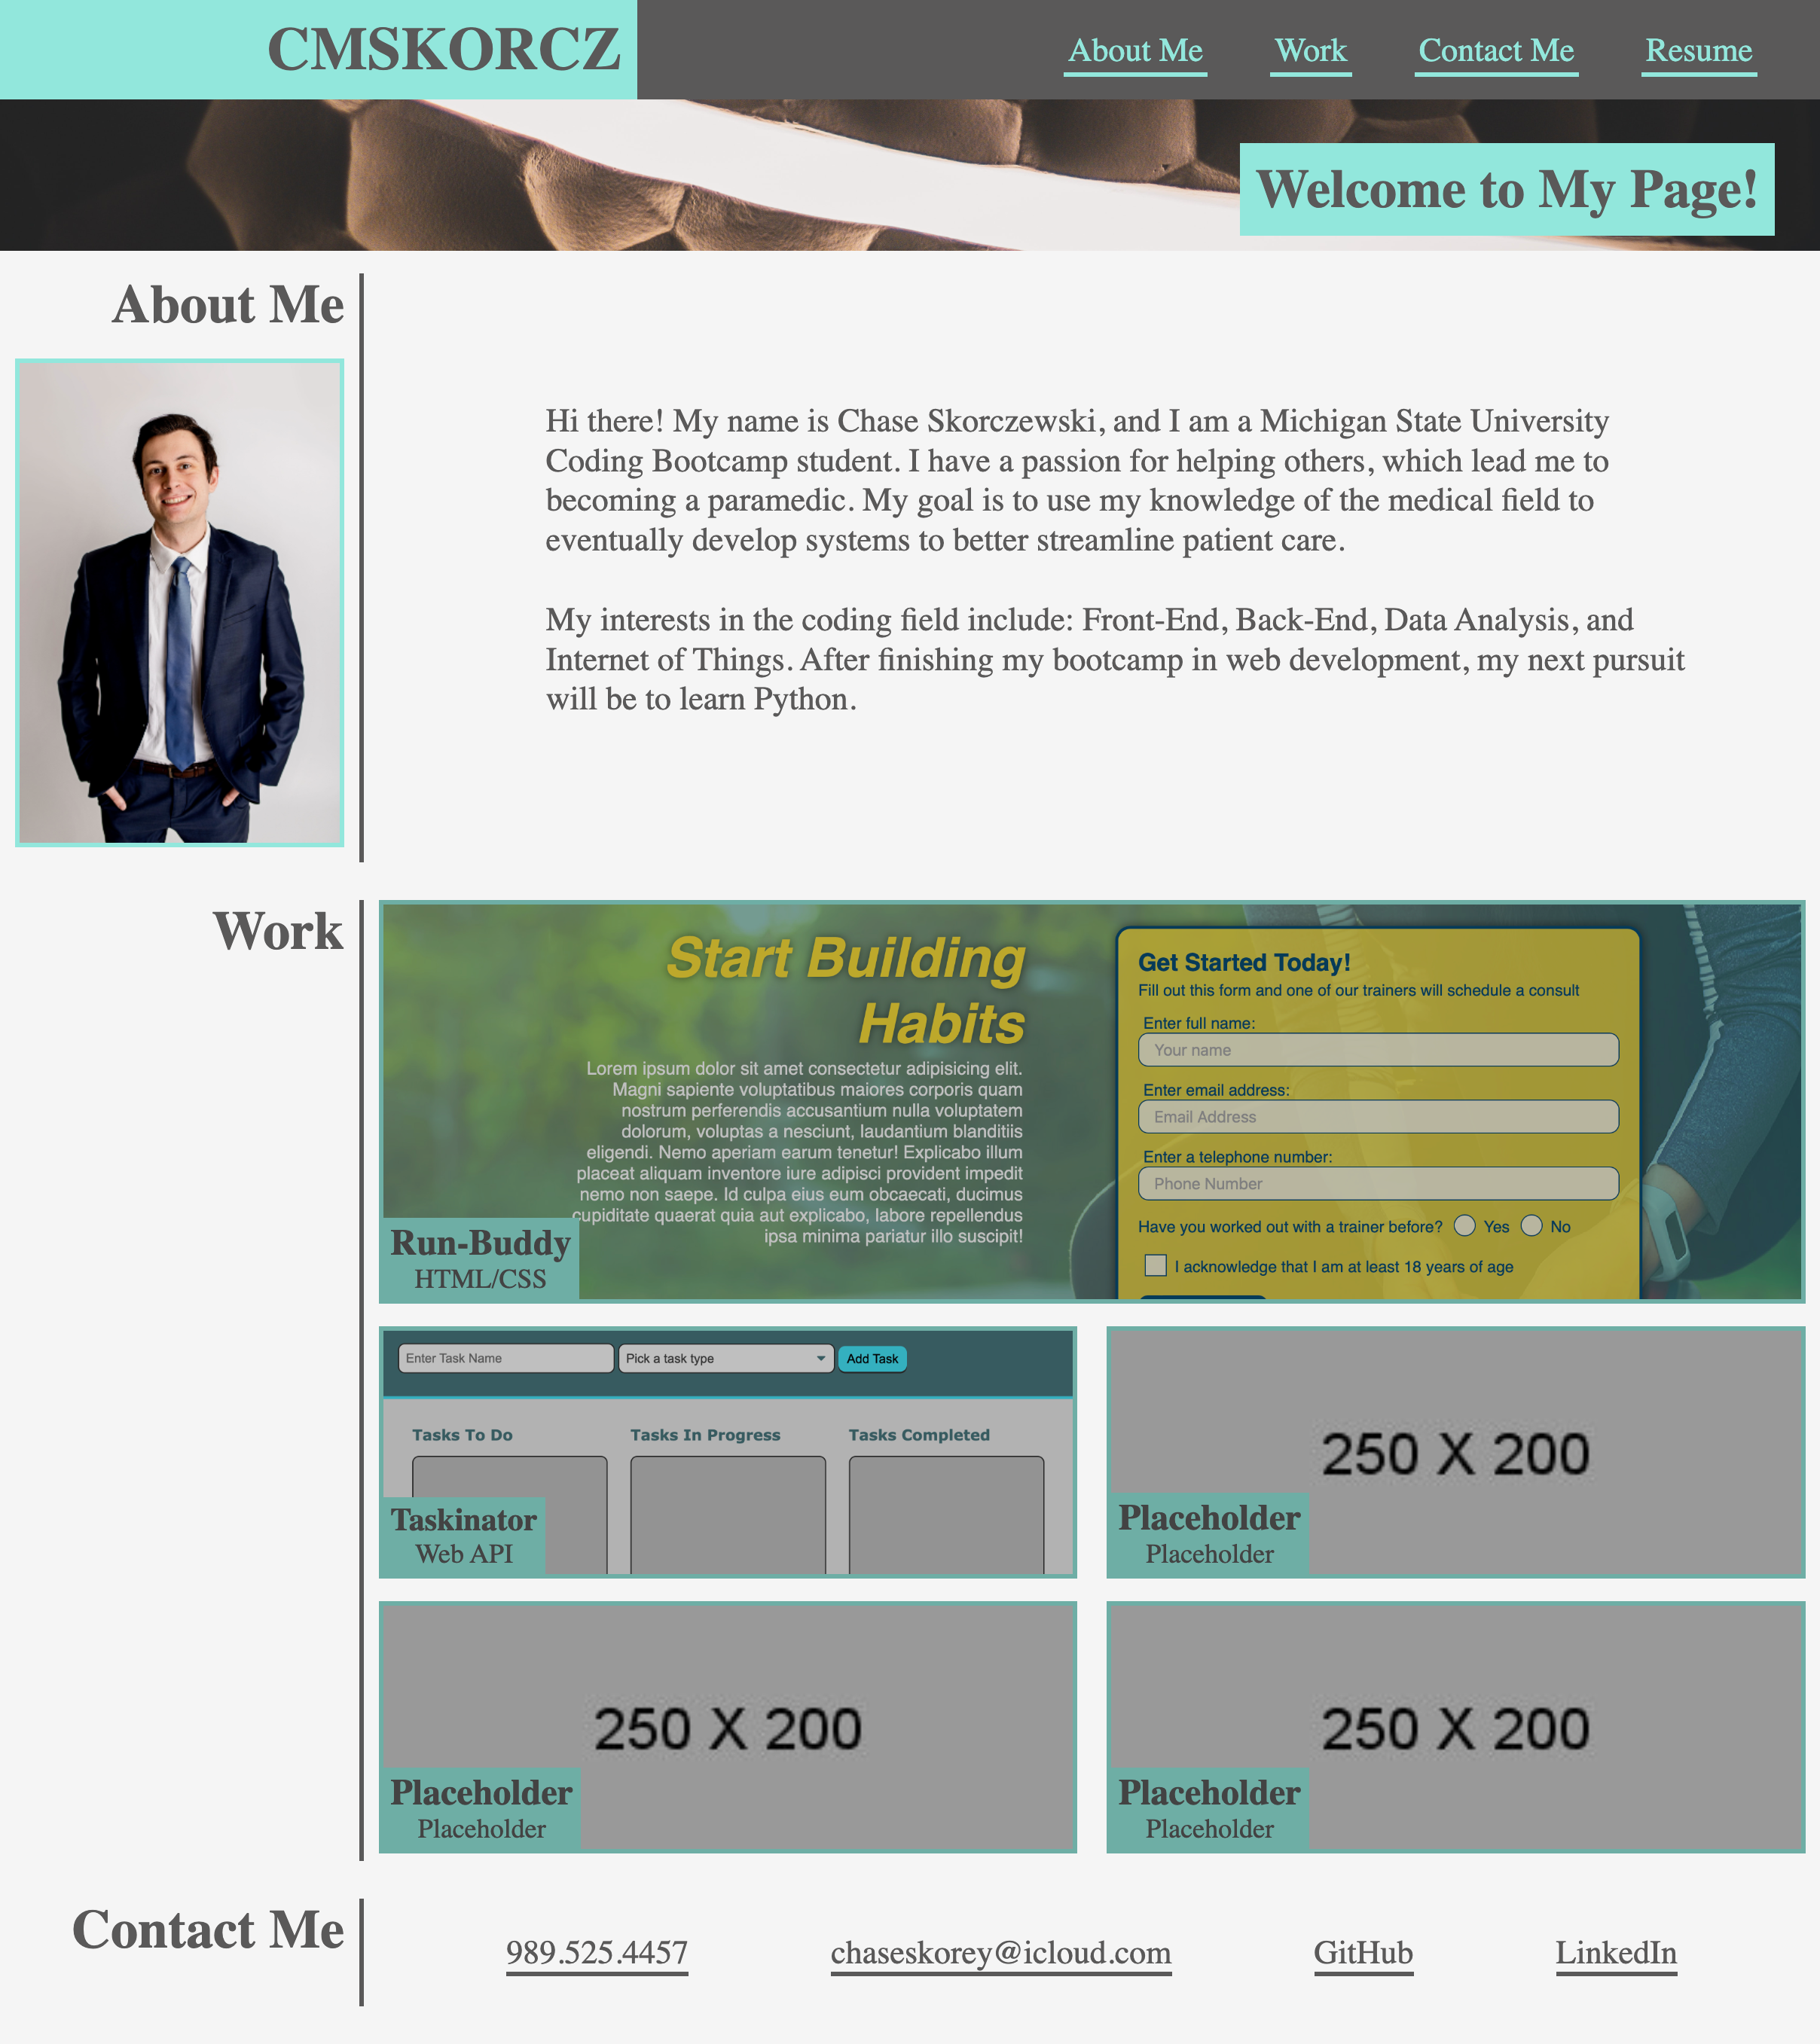 CMSKORCZ
About Me
Work
Contact Me
Resume
Welcome to My Page!
About Me
Hi there! My name is Chase Skorczewski, and I am a Michigan State University
Coding Bootcamp student. I have a passion for helping others, which lead me to
becoming a paramedic. My goal is to use my knowledge of the medical field to
eventually develop systems to better streamline patient care.
My interests in the coding field include: Front-End, Back-End, Data Analysis, and
Internet of Things. After finishing my bootcamp in web development, my next pursuit
will be to learn Python.
Work
Start Building
Habits
Lorem ipsum dolor sit amet consectetur adipisicing elit.
Magni sapiente voluptatibus maiores corporis quam
nostrum perferendis accusantium nulla voluptatem
dolorum, voluptas a nesciunt, laudantium blanditiis
eligendi. Nemo aperiam earum tenetur! Explicabo illum
placeat aliquam inventore iure adipisci provident impedit
nemo non saepe. Id culpa eius eum obcaecati, ducimus
cupiditate quaerat quia aut explicabo, labore repellendus
ipsa minima pariatur illo suscipit!
Get Started Today!
Fill out this form and one of our trainers will schedule a consult
Enter full name:
Your name
Enter email address:
Email Address
Enter a telephone number:
Phone Number
Have you worked out with a trainer before? Yes No
I acknowledge that I am at least 18 years of age
Run-Buddy
HTML/CSS
Enter Task Name
Pick a task type
Add Task
Tasks To Do
Tasks In Progress
Tasks Completed
Taskinator
Web API
250 X 200
Placeholder
Placeholder
250 X 200
Placeholder
Placeholder
250 X 200
Placeholder
Placeholder
Contact Me
989.525.4457
chaseskorey@icloud.com
GitHub
LinkedIn